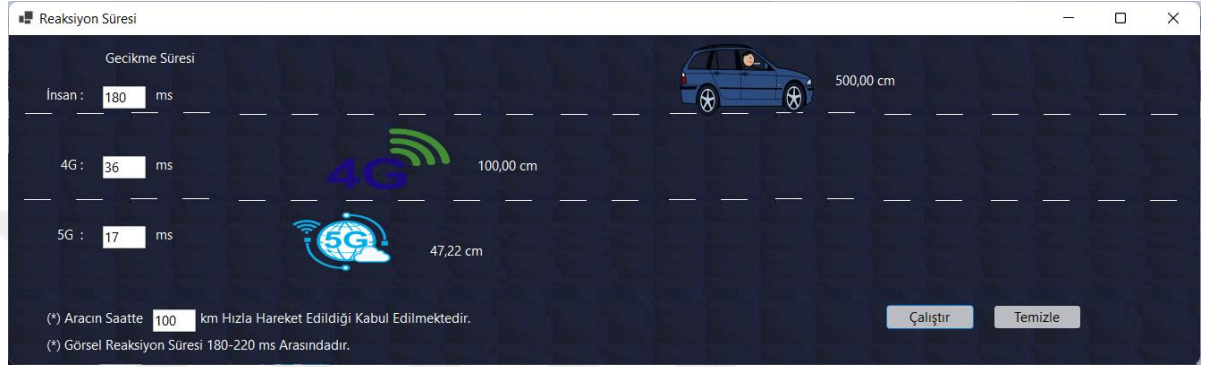 Reaksiyon Süresi
Gecikme Süresi
İnsan : 180 ms
500,00 cm
4G : 36 ms
4G
100,00 cm
5G : 17 ms
5G
47,22 cm
(*) Aracın Saatte 100 km Hızla Hareket Edildiği Kabul Edilmektedir.
Çalıştır
Temizle
(*) Görsel Reaksiyon Süresi 180-220 ms Arasındadır.